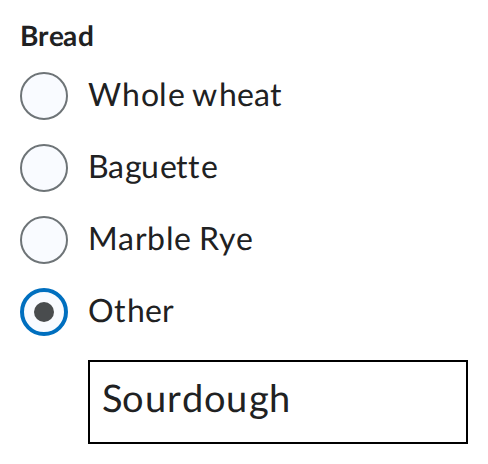 Bread
Whole wheat
Baguette
Marble Rye
Other
Sourdough